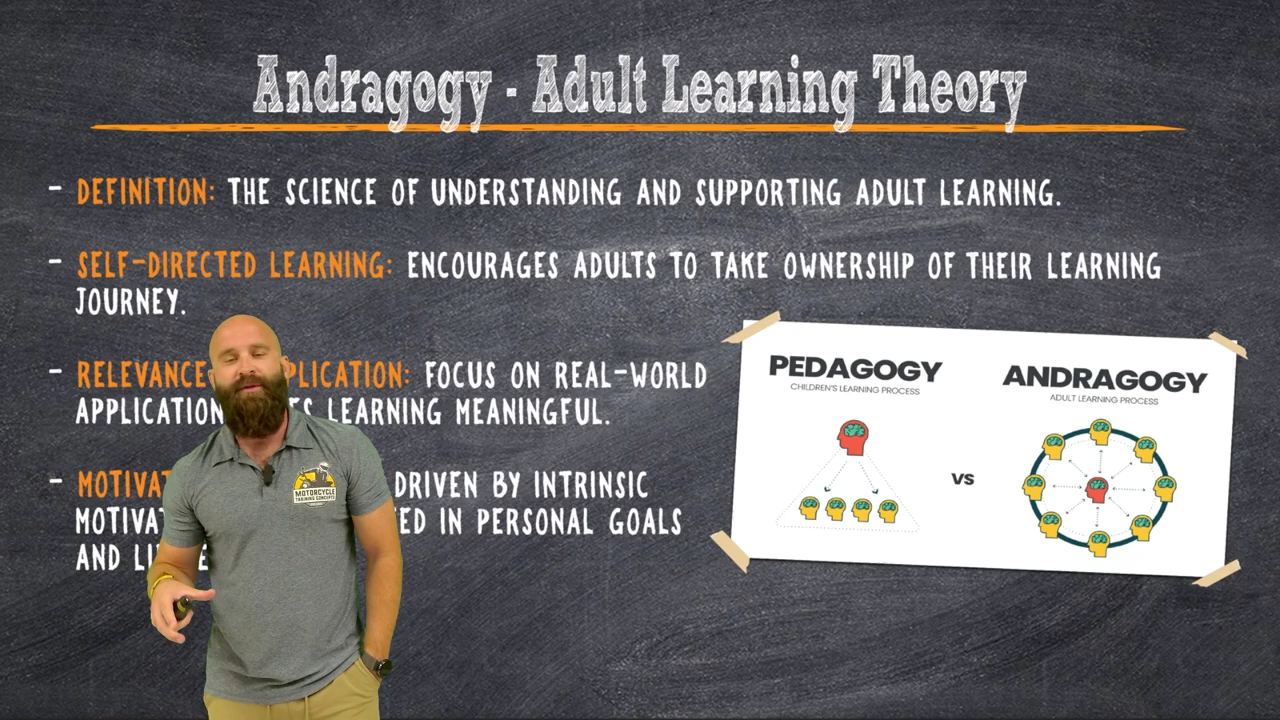 Andragogy - Adult Learning Theory
- DEFINITION: THE SCIENCE OF UNDERSTANDING AND SUPPORTING ADULT LEARNING.
- SELF-DIRECTED LEARNING: ENCOURAGES ADULTS TO TAKE OWNERSHIP OF THEIR LEARNING
JOURNEY.
- RELEVANCE PLICATION: FOCUS ON REAL-WORLD
APPLICATION ES LEARNING MEANINGFUL.
- MOTIVAT DRIVEN BY INTRINSIC
MOTIVAT ED IN PERSONAL GOALS
AND LI
PEDAGOGY
CHILDREN'S LEARNING PROCESS
VS
ANDRAGOGY
ADULT LEARNING PROCESS
MOTORCYCLE
TRAINING CONCEPTS